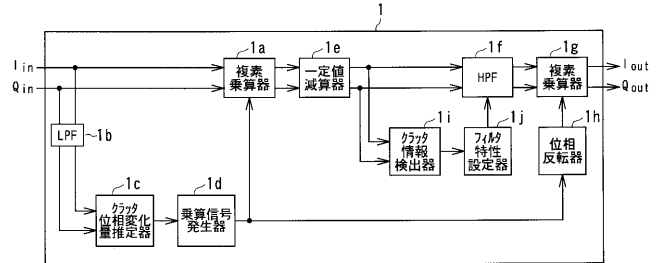 1
I in
Q in
1a
複素
乗算器
1e
一定値
減算器
1f
HPF
1g
複素
乗算器
I out
Q out
LPF
1b
1i
クラッタ
情報
検出器
1j
フィルタ
特性
設定器
1h
位相
反転器
1c
クラッタ
位相変化
量推定器
1d
乗算信号
発生器